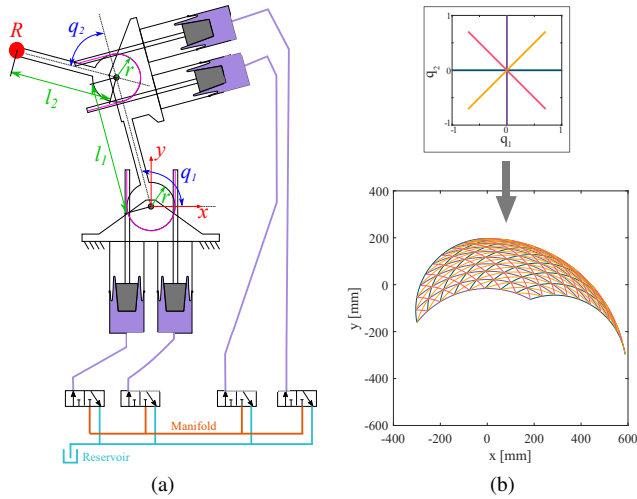 R
q2
r
l2
l1
y
q1
r
x
Manifold
Reservoir
(a)
1
q2
0
-1
-1 0 1
q1
400
200
0
-200
-400
-600
y [mm]
-400 -200 0 200 400 600
x [mm]
(b)